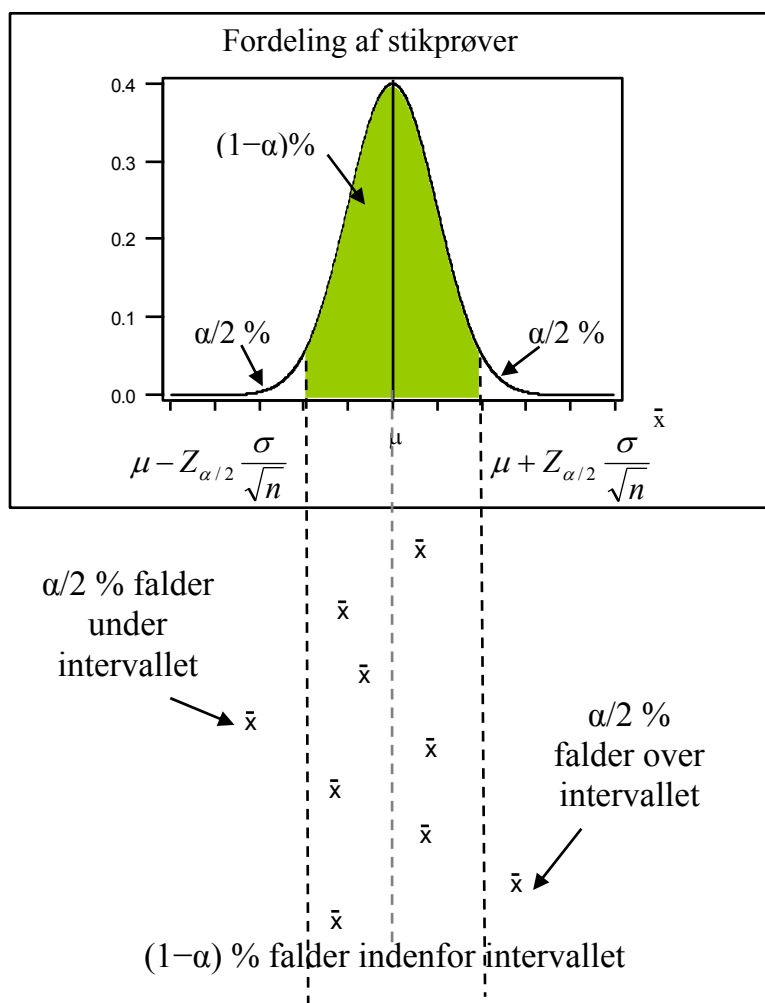 Fordeling af stikprøver
0.4
(1−α)%
0.3
0.2
0.1
α/2 %
α/2 %
0.0
μ
x̄
μ − Z_{α/2} σ/√n
μ + Z_{α/2} σ/√n
x̄
α/2 % falder
under
intervallet
x̄
x̄
x̄
α/2 %
falder over
intervallet
x̄
x̄
x̄
x̄
x̄
(1−α) % falder indenfor intervallet